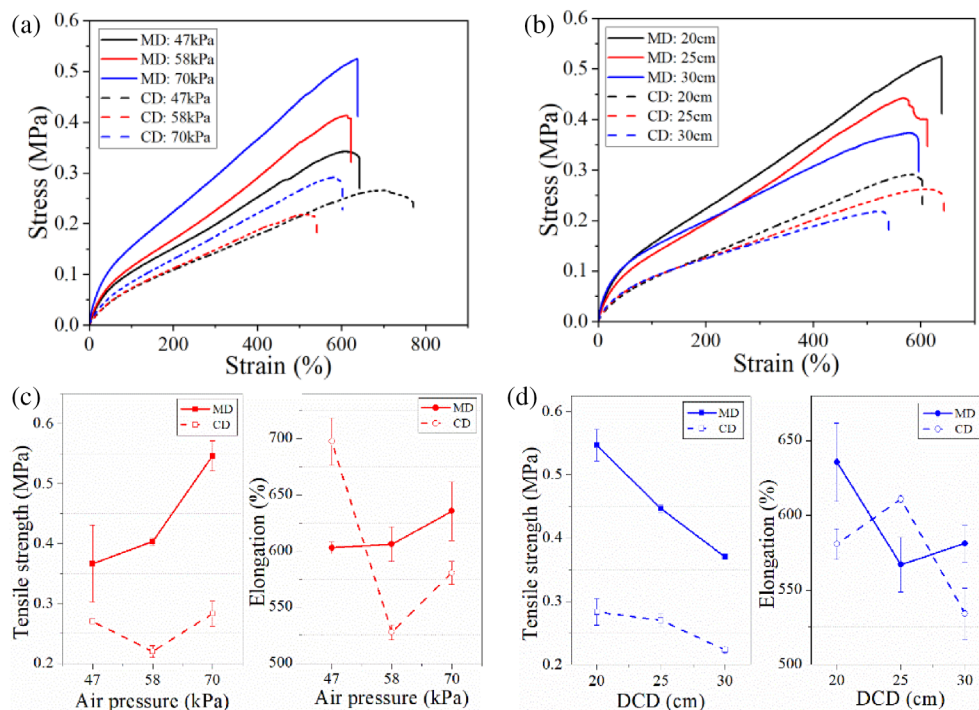 (a)
0.6
0.5
0.4
0.3
0.2
0.1
0.0
Stress (MPa)
MD: 47kPa
MD: 58kPa
MD: 70kPa
CD: 47kPa
CD: 58kPa
CD: 70kPa
0 200 400 600 800
Strain (%)
(b)
0.6
0.5
0.4
0.3
0.2
0.1
0.0
Stress (MPa)
MD: 20cm
MD: 25cm
MD: 30cm
CD: 20cm
CD: 25cm
CD: 30cm
0 200 400 600
Strain (%)
(c)
0.6
0.5
0.4
0.3
0.2
Tensile strength (MPa)
MD
CD
47 58 70
Air pressure (kPa)
700
650
600
550
500
Elongation (%)
MD
CD
47 58 70
Air pressure (kPa)
(d)
0.6
0.5
0.4
0.3
0.2
Tensile strength (MPa)
MD
CD
20 25 30
DCD (cm)
650
600
550
500
Elongation (%)
MD
CD
20 25 30
DCD (cm)